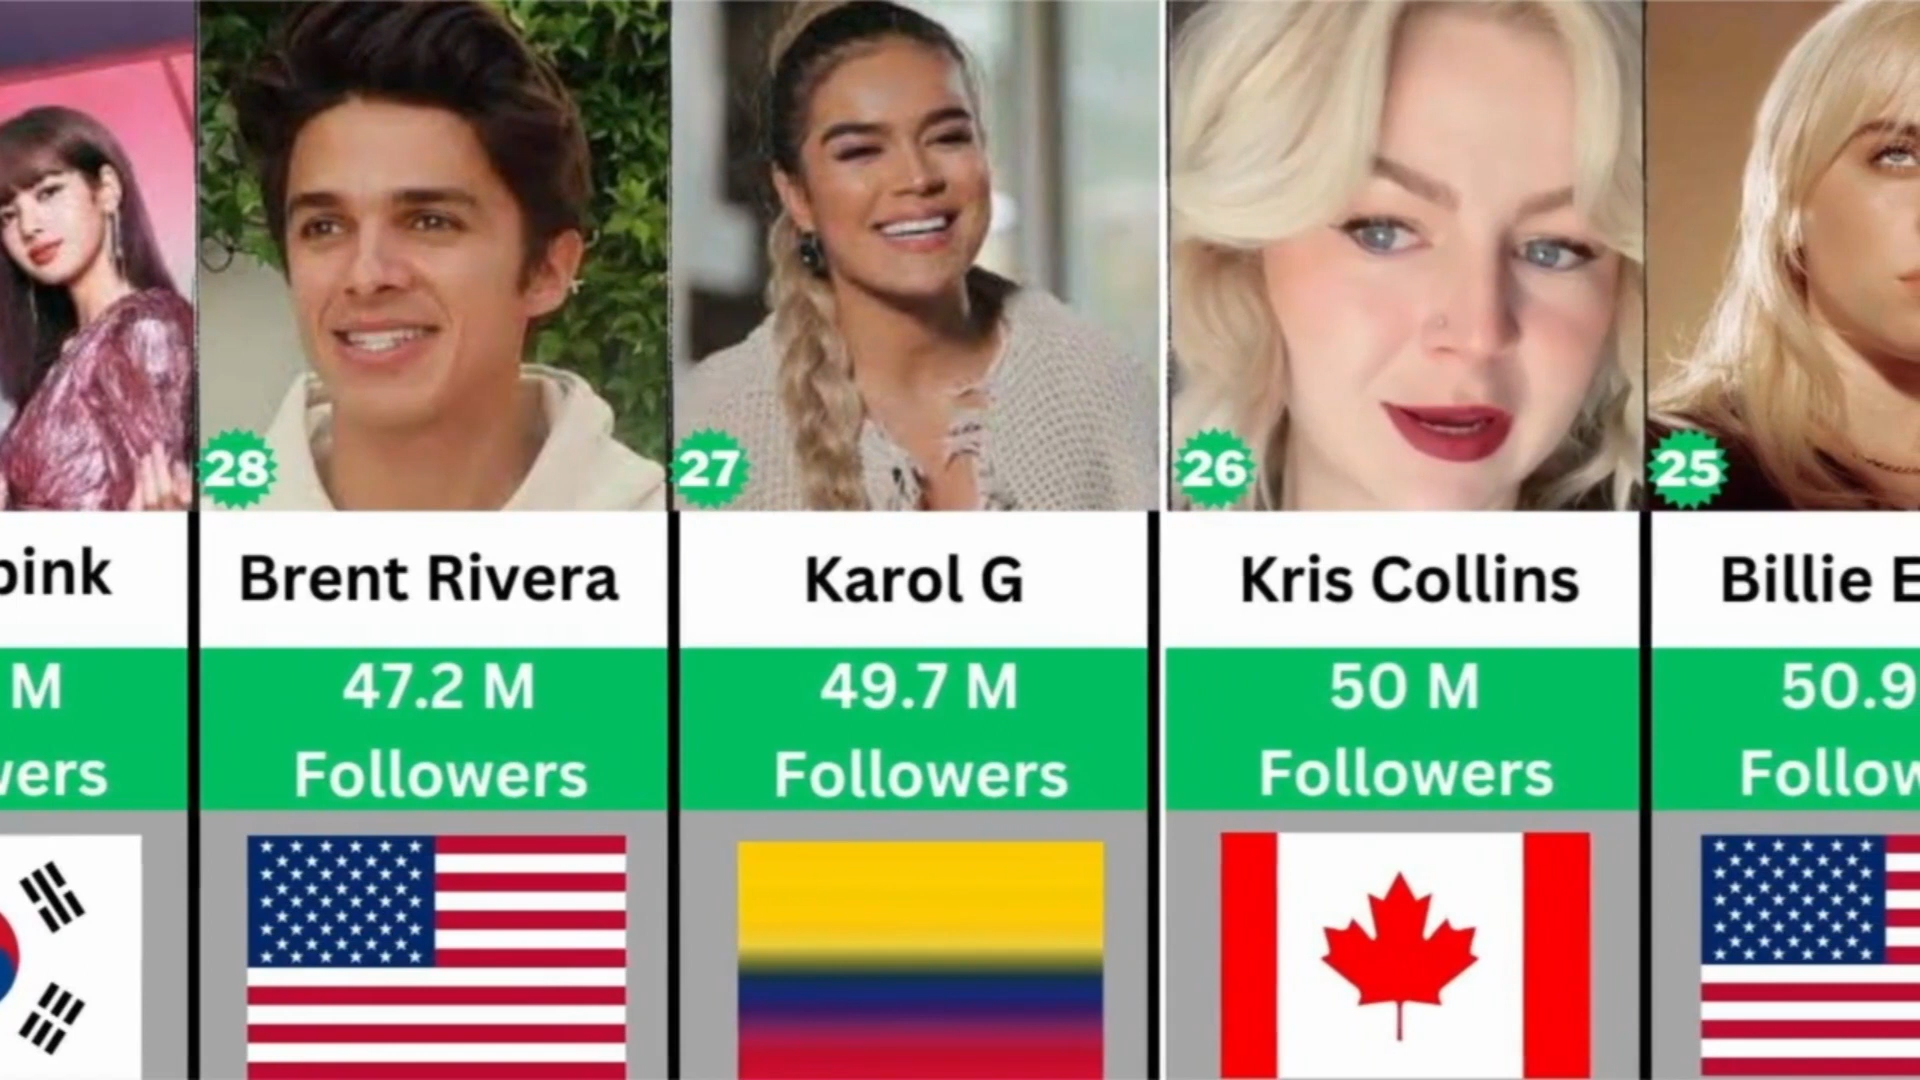 28
27
26
25
pink
Brent Rivera
Karol G
Kris Collins
Billie E
M
47.2 M
49.7 M
50 M
50.9
wers
Followers
Followers
Followers
Follow